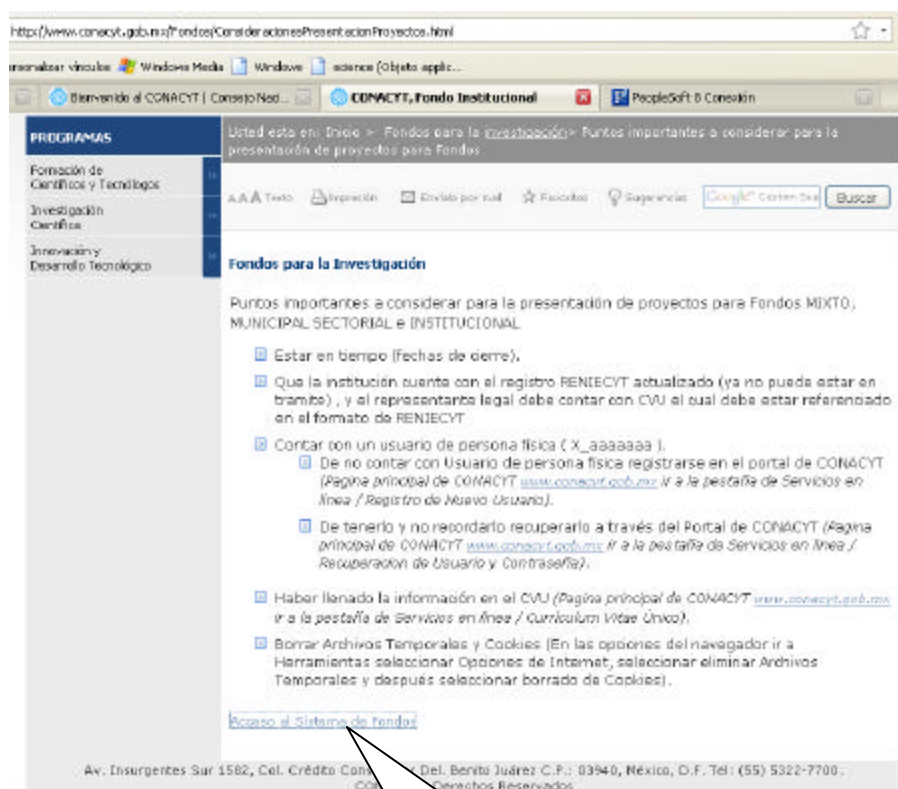 http://www.conacyt.gob.mx/Fondos/ConsideracionesPresentacionProyectos.html
ersonalizar vínculos Windows Media Windows science (Objeto applic...
Bienvenido al CONACYT | Consejo Naci... CONACYT, Fondo Institucional PeopleSoft 8 Conexión
PROGRAMAS
Formación de
Científicos y Tecnólogos
Investigación
Científica
Innovación y
Desarrollo Tecnológico
Usted esta en: Inicio > Fondos para la investigación> Puntos importantes a considerar para la
presentación de proyectos para Fondos
A A A Texto Impresión Envíalo por mail Favoritos Sugerencias Google Custom Sea Buscar
Fondos para la Investigación
Puntos importantes a considerar para la presentación de proyectos para Fondos MIXTO,
MUNICIPAL SECTORIAL e INSTITUCIONAL
Estar en tiempo (fechas de cierre).
Que la institución cuente con el registro RENIECYT actualizado (ya no puede estar en
tramite) , y el representante legal debe contar con CVU el cual debe estar referenciado
en el formato de RENIECYT
Contar con un usuario de persona física ( X_aaaaaaa ).
De no contar con Usuario de persona física registrarse en el portal de CONACYT
(Pagina principal de CONACYT www.conacyt.gob.mx ir a la pestaña de Servicios en
línea / Registro de Nuevo Usuario).
De tenerlo y no recordarlo recuperarlo a través del Portal de CONACYT (Pagina
principal de CONACYT www.conacyt.gob.mx ir a la pestaña de Servicios en línea /
Recuperacion de Usuario y Contraseña).
Haber llenado la información en el CVU (Pagina principal de CONACYT www.conacyt.gob.mx
ir a la pestaña de Servicios en línea / Curriculum Vitae Único).
Borrar Archivos Temporales y Cookies (En las opciones del navegador ir a
Herramientas seleccionar Opciones de Internet, seleccionar eliminar Archivos
Temporales y después seleccionar borrado de Cookies).
Acceso al Sistema de Fondos
Av. Insurgentes Sur 1582, Col. Crédito Del. Benito Juárez C.P.: 03940, México, D.F. Tel: (55) 5322-7700.
Derechos Reservados